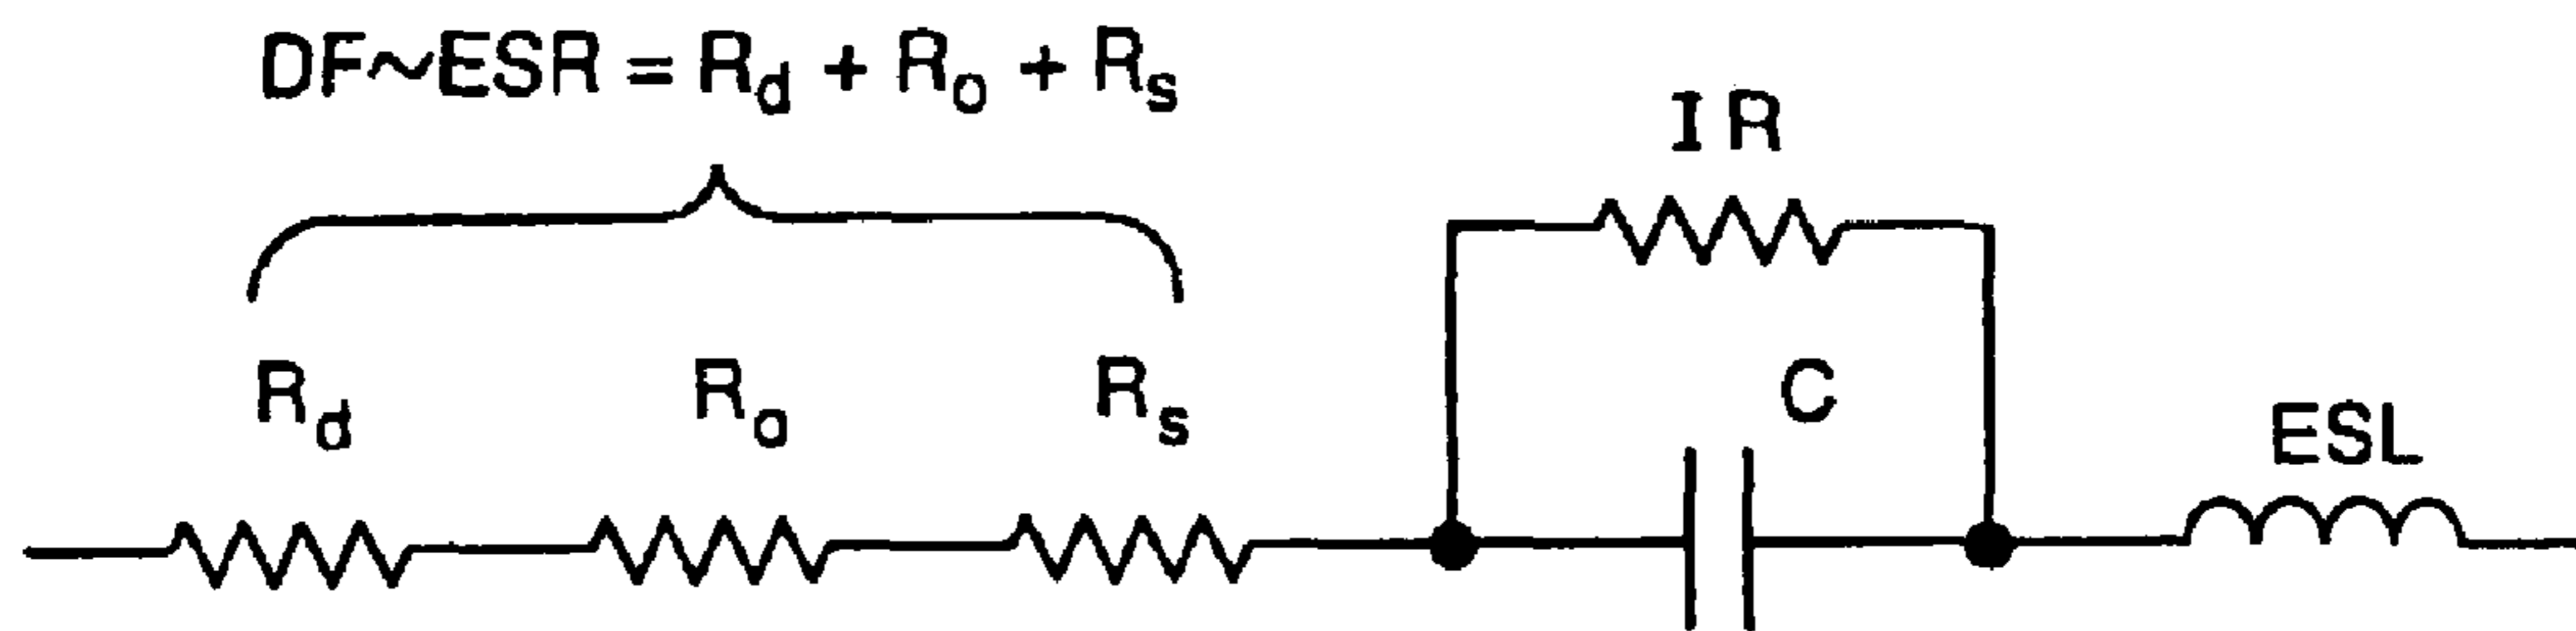 DF~ESR = Rd + Ro + Rs
IR
Rd Ro Rs
C
ESL